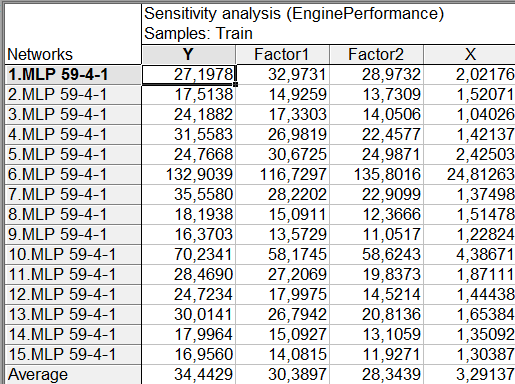 Sensitivity analysis (EnginePerformance)
Samples: Train
Networks Y Factor1 Factor2 X
1.MLP 59-4-1 27,1978 32,9731 28,9732 2,02176
2.MLP 59-4-1 17,5138 14,9259 13,7309 1,52071
3.MLP 59-4-1 24,1882 17,3303 14,0506 1,04026
4.MLP 59-4-1 31,5583 26,9819 22,4577 1,42137
5.MLP 59-4-1 24,7668 30,6725 24,9871 2,42503
6.MLP 59-4-1 132,9039 116,7297 135,8016 24,81263
7.MLP 59-4-1 35,5580 28,2202 22,9099 1,37498
8.MLP 59-4-1 18,1938 15,0911 12,3666 1,51478
9.MLP 59-4-1 16,3703 13,5729 11,0517 1,22824
10.MLP 59-4-1 70,2341 58,1745 58,6243 4,38671
11.MLP 59-4-1 28,4690 27,2069 19,8373 1,87111
12.MLP 59-4-1 24,7234 17,9975 14,5214 1,44438
13.MLP 59-4-1 30,0141 26,7942 20,8136 1,65384
14.MLP 59-4-1 17,9964 15,0927 13,1059 1,35092
15.MLP 59-4-1 16,9560 14,0815 11,9271 1,30387
Average 34,4429 30,3897 28,3439 3,29137